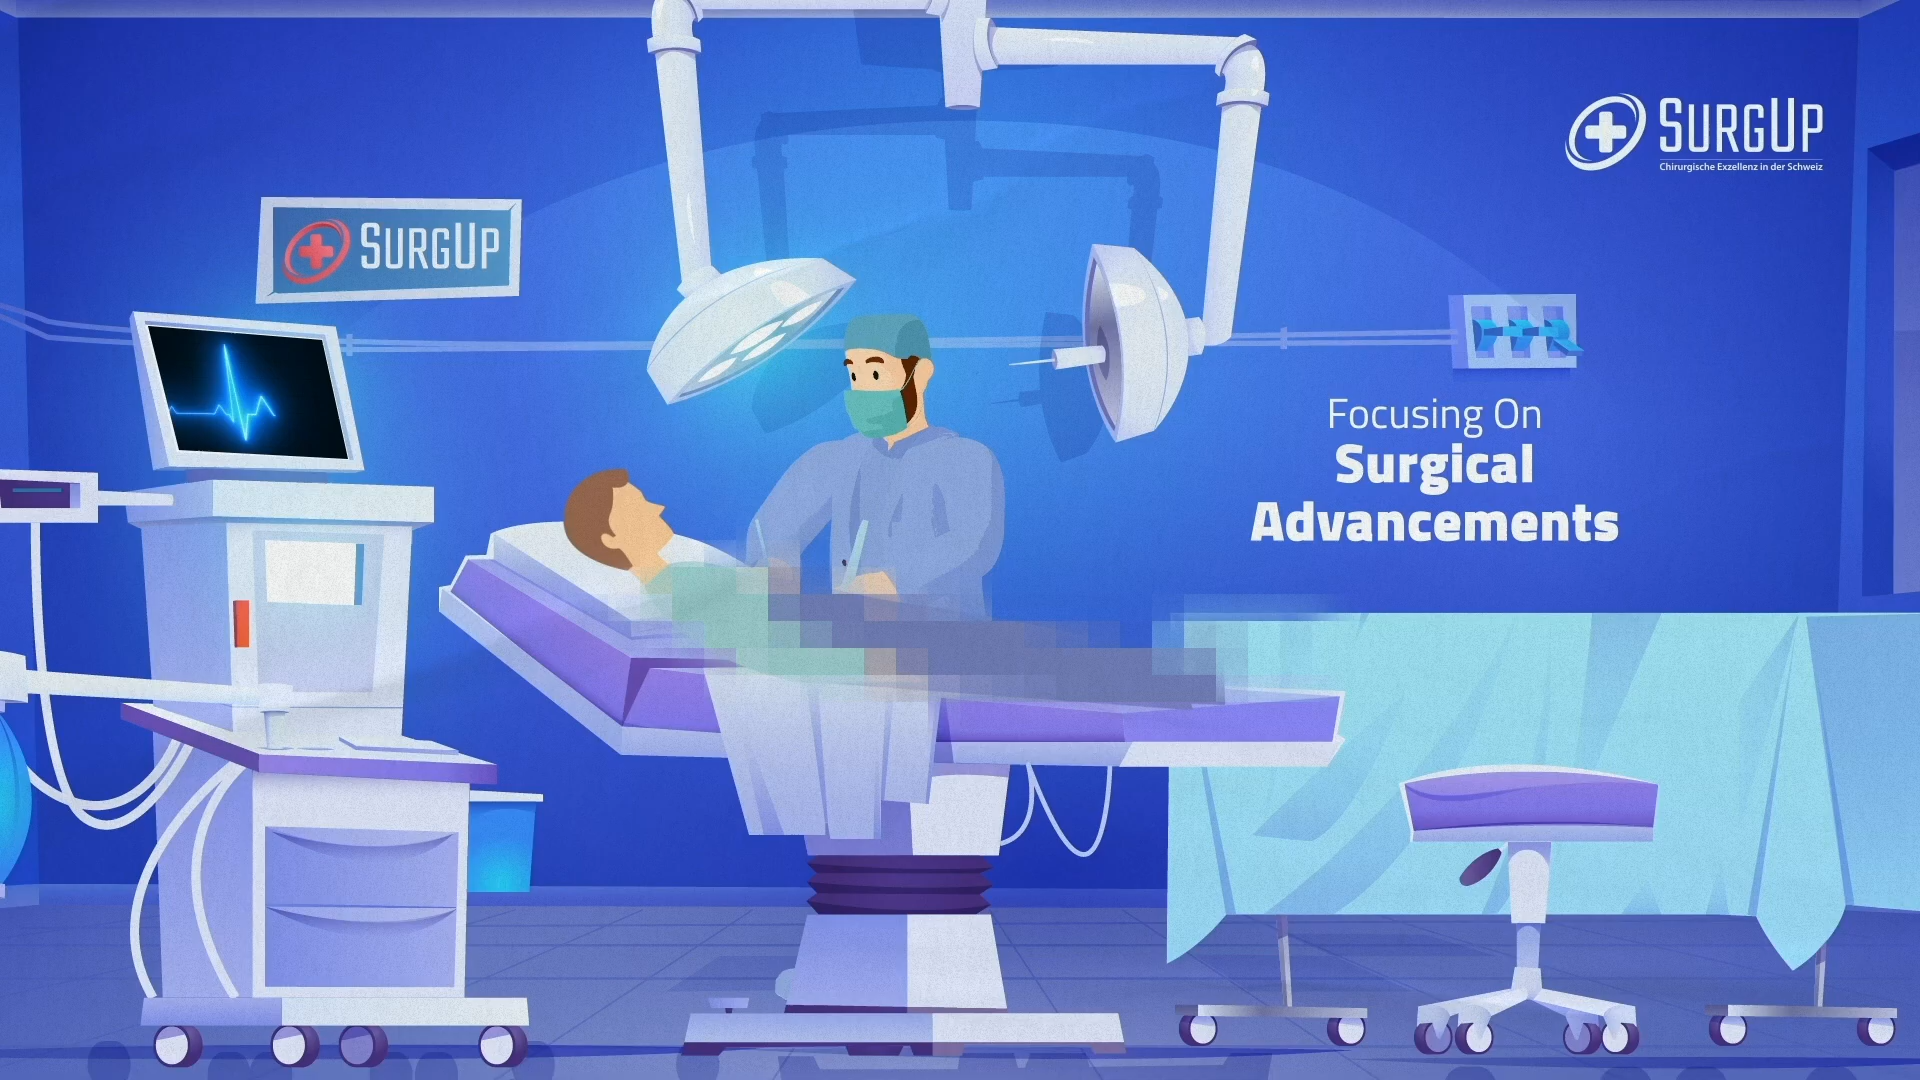 SURGUP
Chirurgische Exzellenz in der Schweiz
SURGUP
Focusing On
Surgical
Advancements